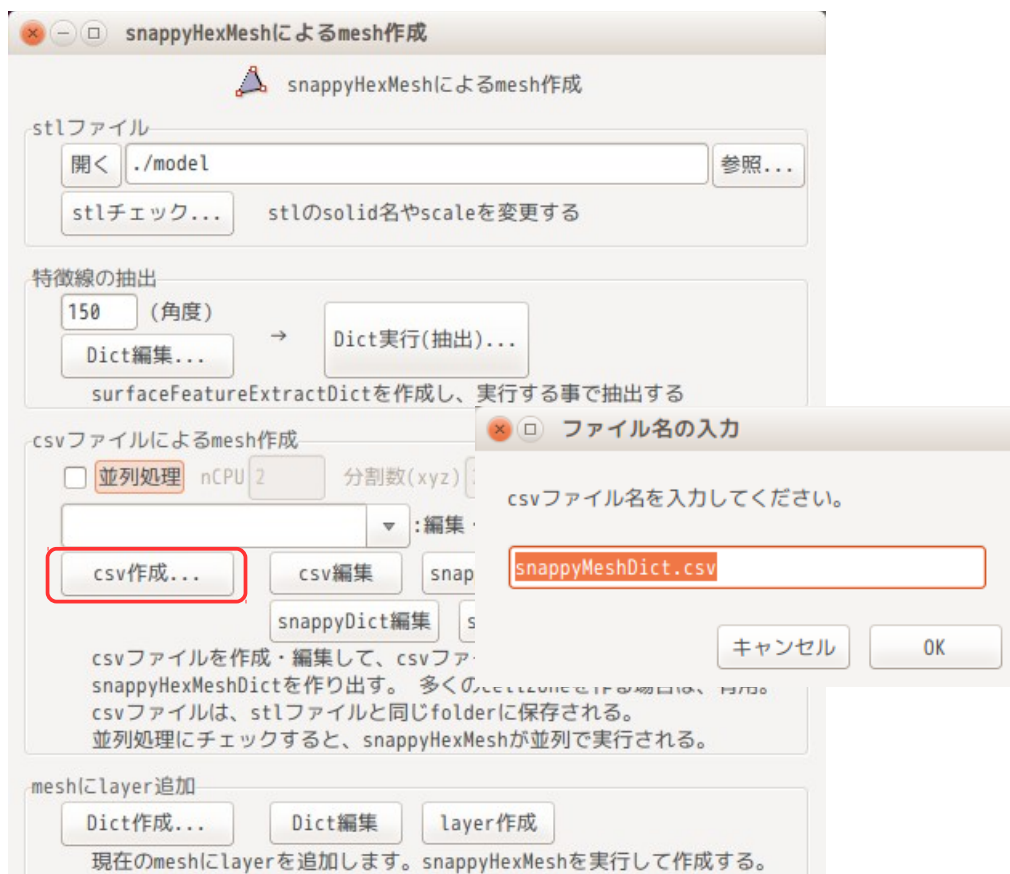 snappyHexMeshによるmesh作成
snappyHexMeshによるmesh作成
stlファイル
開く ./model 参照...
stlチェック... stlのsolid名やscaleを変更する
特徴線の抽出
150 (角度)
→ Dict実行(抽出)...
Dict編集...
surfaceFeatureExtractDictを作成し、実行する事で抽出する
csvファイルによるmesh作成
並列処理 nCPU 2 分割数(xyz)
:編集
csv作成... csv編集 snap
snappyDict編集 s
csvファイルを作成・編集して、csvファ
snappyHexMeshDictを作り出す。 多くのcellZoneを作る場合は、有用。
csvファイルは、stlファイルと同じfolderに保存される。
並列処理にチェックすると、snappyHexMeshが並列で実行される。
ファイル名の入力
csvファイル名を入力してください。
snappyMeshDict.csv
キャンセル OK
meshにlayer追加
Dict作成... Dict編集 layer作成
現在のmeshにlayerを追加します。snappyHexMeshを実行して作成する。